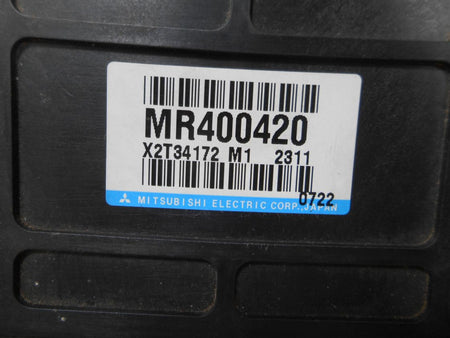 MR400420
X2T34172 M1 2311
0722
MITSUBISHI ELECTRIC CORP., JAPAN